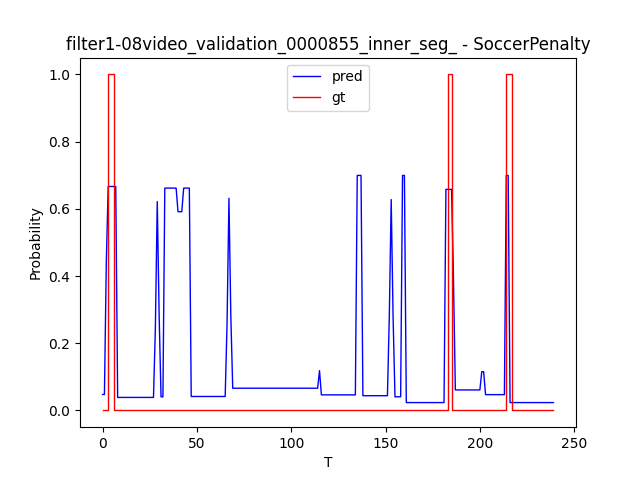 filter1-08video_validation_0000855_inner_seg_ - SoccerPenalty
pred
gt
1.0
0.8
0.6
0.4
0.2
0.0
Probability
0
50
100
150
200
250
T